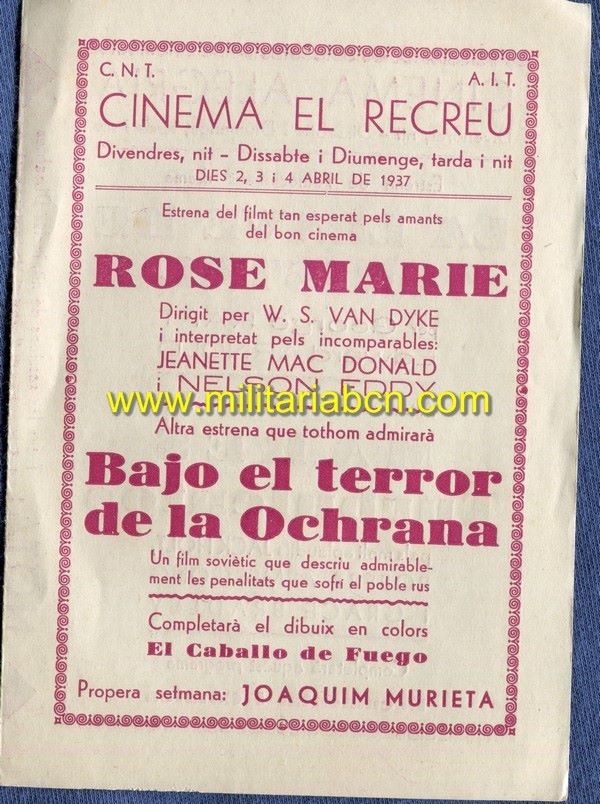 C. N. T. A. I. T.
CINEMA EL RECREU
Divendres, nit - Dissabte i Diumenge, tarda i nit
DIES 2, 3 i 4 ABRIL DE 1937
Estrena del filmt tan esperat pels amants
del bon cinema
ROSE MARIE
Dirigit per W. S. VAN DYKE
i interpretat pels incomparables:
JEANETTE MAC DONALD
i NELSON EDDY
www.militariabcn.com
Altra estrena que tothom admirarà
Bajo el terror
de la Ochrana
Un film soviètic que descriu admirable-
ment les penalitats que sofrí el poble rus
Completarà el dibuix en colors
El Caballo de Fuego
Propera setmana: JOAQUIM MURIETA